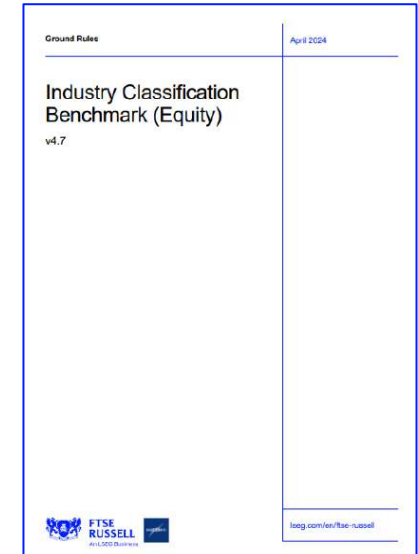 Ground Rules
April 2024
Industry Classification
Benchmark (Equity)
v4.7
FTSE
RUSSELL
An LSEG Business
lseg.com/en/ftse-russell